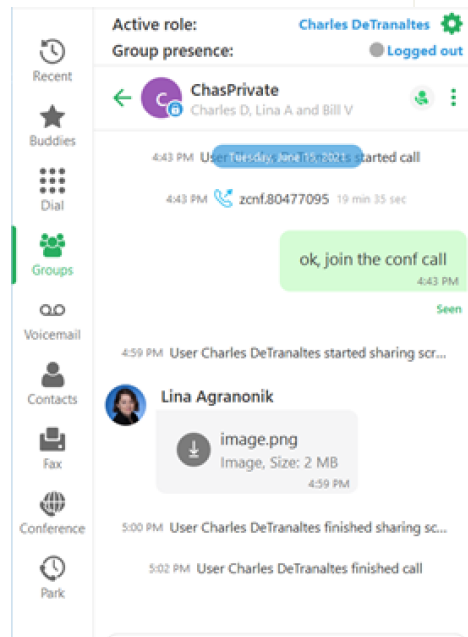 Active role: Charles DeTranaltes
Group presence: Logged out
Recent
Buddies
Dial
Groups
Voicemail
Contacts
Fax
Conference
Park
C
ChasPrivate
Charles D, Lina A and Bill V
Tuesday, June 15, 2021
4:43 PM User Charles DeTranaltes started call
4:43 PM zcnf.80477095 19 min 35 sec
ok, join the conf call
4:43 PM
Seen
4:59 PM User Charles DeTranaltes started sharing scr...
Lina Agranonik
image.png
Image, Size: 2 MB
4:59 PM
5:00 PM User Charles DeTranaltes finished sharing sc...
5:02 PM User Charles DeTranaltes finished call